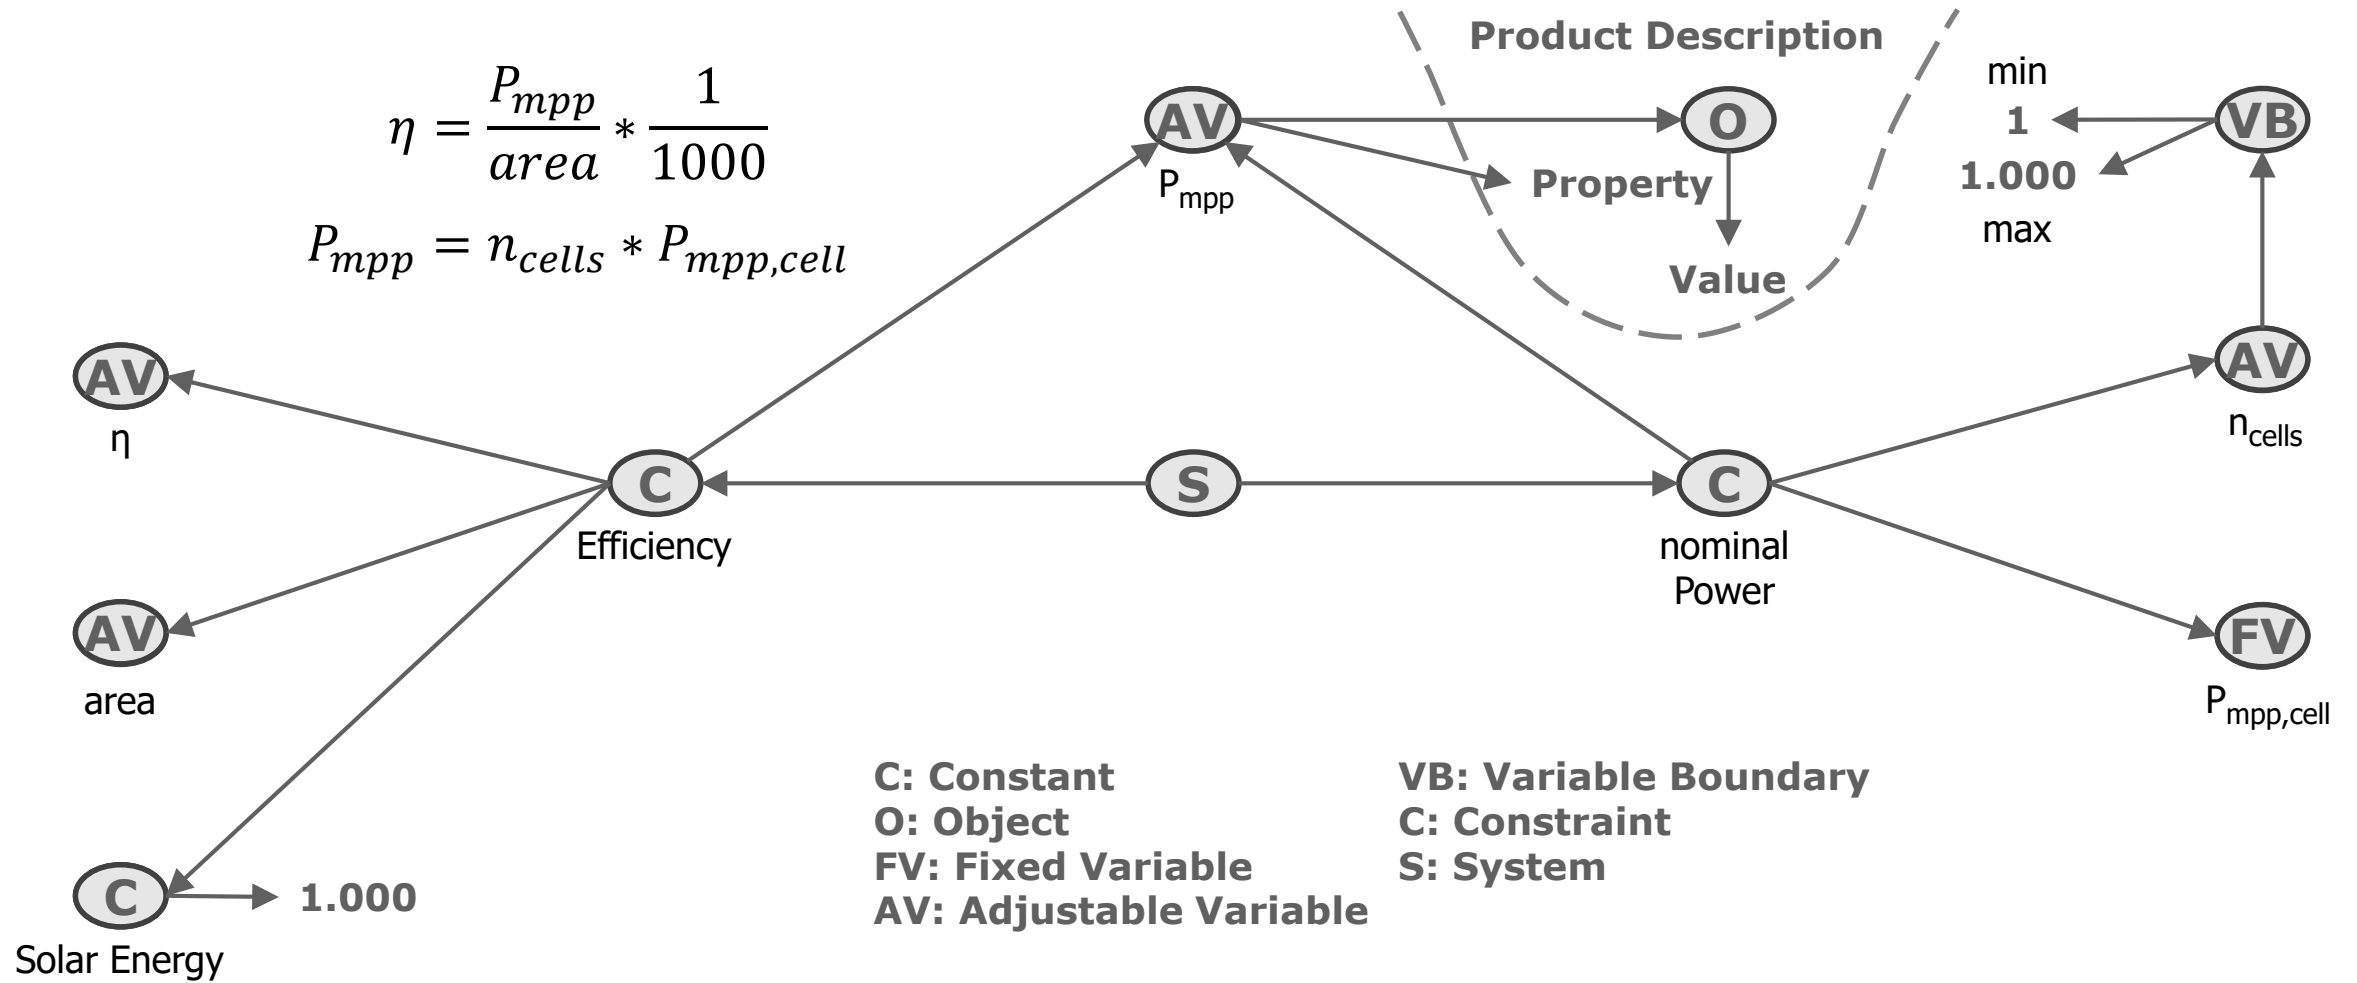 Product Description
η = P_mpp / area * 1 / 1000
P_mpp = n_cells * P_mpp,cell
AV
P_mpp
O
Property
Value
min
1
1.000
max
VB
AV
η
AV
n_cells
C
Efficiency
S
C
nominal
Power
AV
area
FV
P_mpp,cell
C
1.000
Solar Energy
C: Constant
O: Object
FV: Fixed Variable
AV: Adjustable Variable
VB: Variable Boundary
C: Constraint
S: System